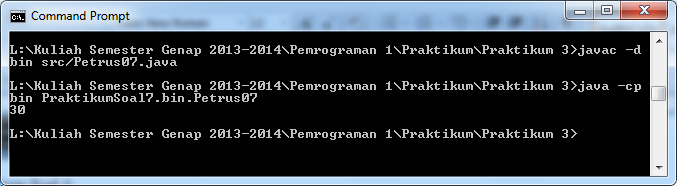 Command Prompt
L:\Kuliah Semester Genap 2013-2014\Pemrograman 1\Praktikum\Praktikum 3>javac -d
bin src/Petrus07.java
L:\Kuliah Semester Genap 2013-2014\Pemrograman 1\Praktikum\Praktikum 3>java -cp
bin PraktikumSoal7.bin.Petrus07
30
L:\Kuliah Semester Genap 2013-2014\Pemrograman 1\Praktikum\Praktikum 3>